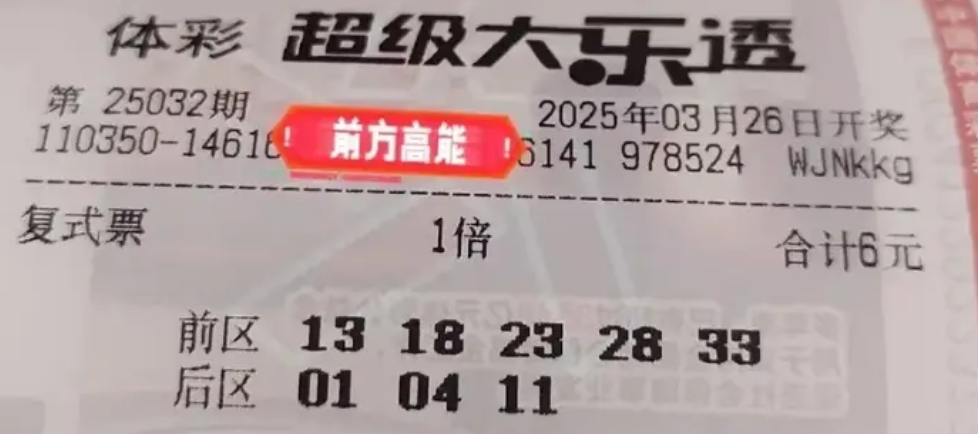 体彩 超级大乐透
第 25032期 2025年03月26日开奖
110350-14616 前方高能 6141 978524 WJNkkg
复式票 1倍 合计6元
前区 13 18 23 28 33
后区 01 04 11